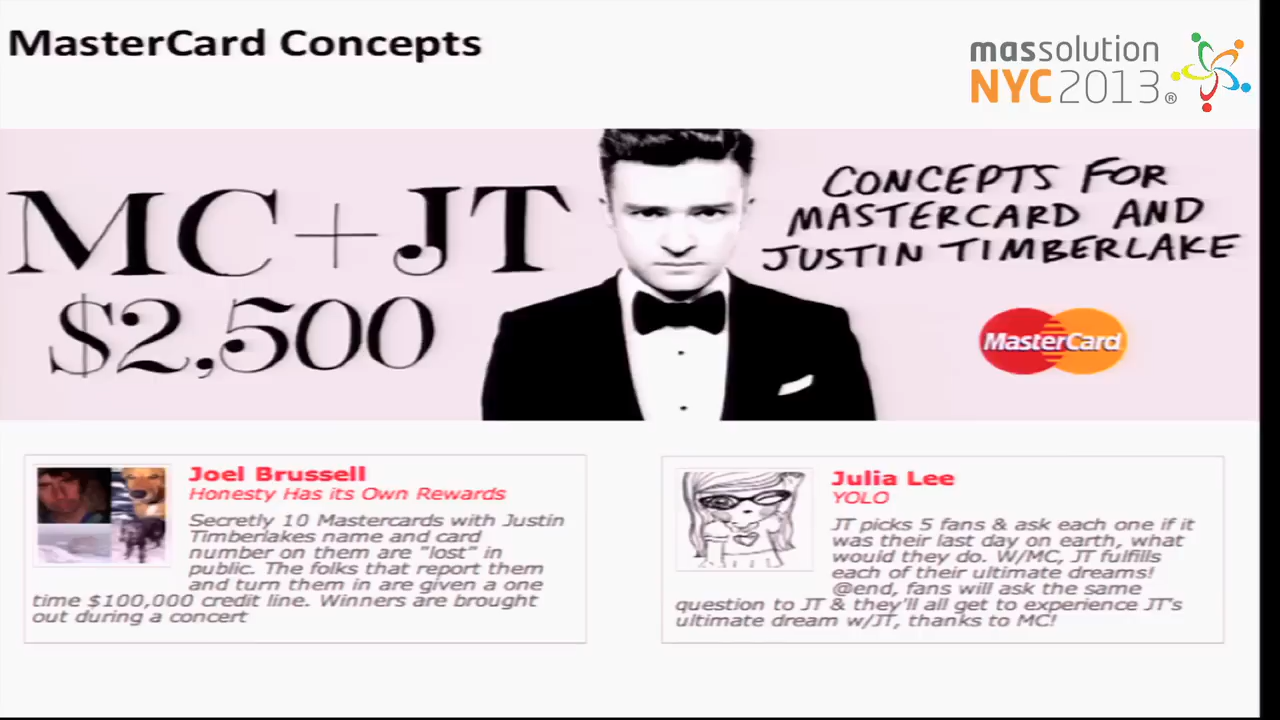 MasterCard Concepts
massolution
NYC2013®
MC+JT
$2,500
CONCEPTS FOR
MASTERCARD AND
JUSTIN TIMBERLAKE
MasterCard
Joel Brussell
Honesty Has its Own Rewards
Secretly 10 Mastercards with Justin
Timberlakes name and card
number on them are "lost" in
public. The folks that report them
and turn them in are given a one
time $100,000 credit line. Winners are brought
out during a concert
Julia Lee
YOLO
JT picks 5 fans & ask each one if it
was their last day on earth, what
would they do. W/MC, JT fulfills
each of their ultimate dreams!
@end, fans will ask the same
question to JT & they'll all get to experience JT's
ultimate dream w/JT, thanks to MC!